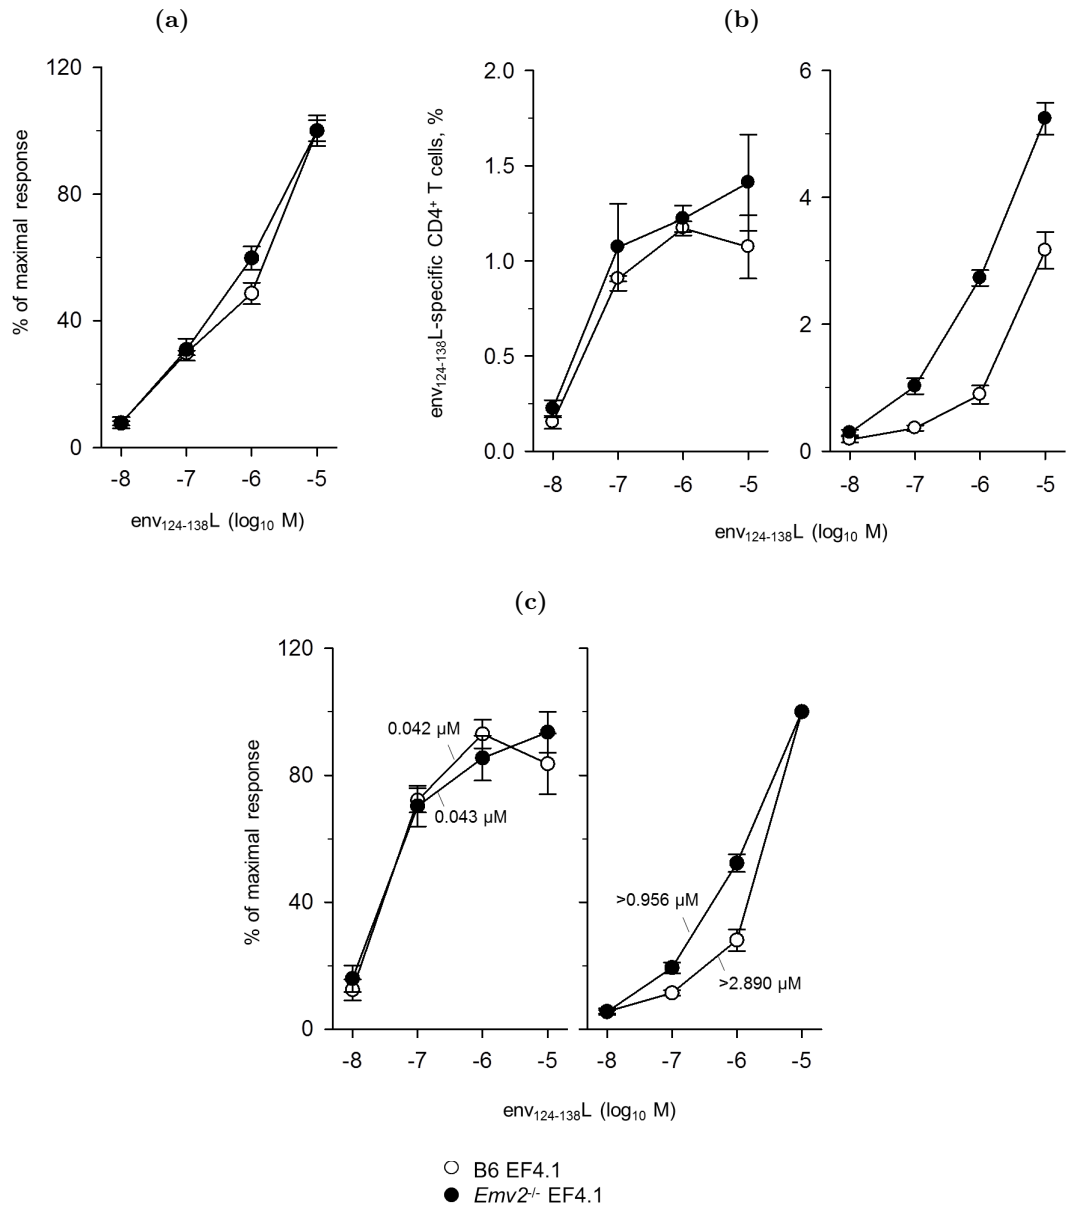 (a)
120
80
40
0
% of maximal response
-8 -7 -6 -5
env124-138L (log10 M)
(b)
2.0
1.5
1.0
0.5
0.0
env124-138L-specific CD4+ T cells, %
-8 -7 -6 -5
6
4
2
0
-8 -7 -6 -5
env124-138L (log10 M)
(c)
120
80
40
0
% of maximal response
0.042 µM
0.043 µM
-8 -7 -6 -5
>0.956 µM
>2.890 µM
-8 -7 -6 -5
env124-138L (log10 M)
B6 EF4.1
Emv2-/- EF4.1